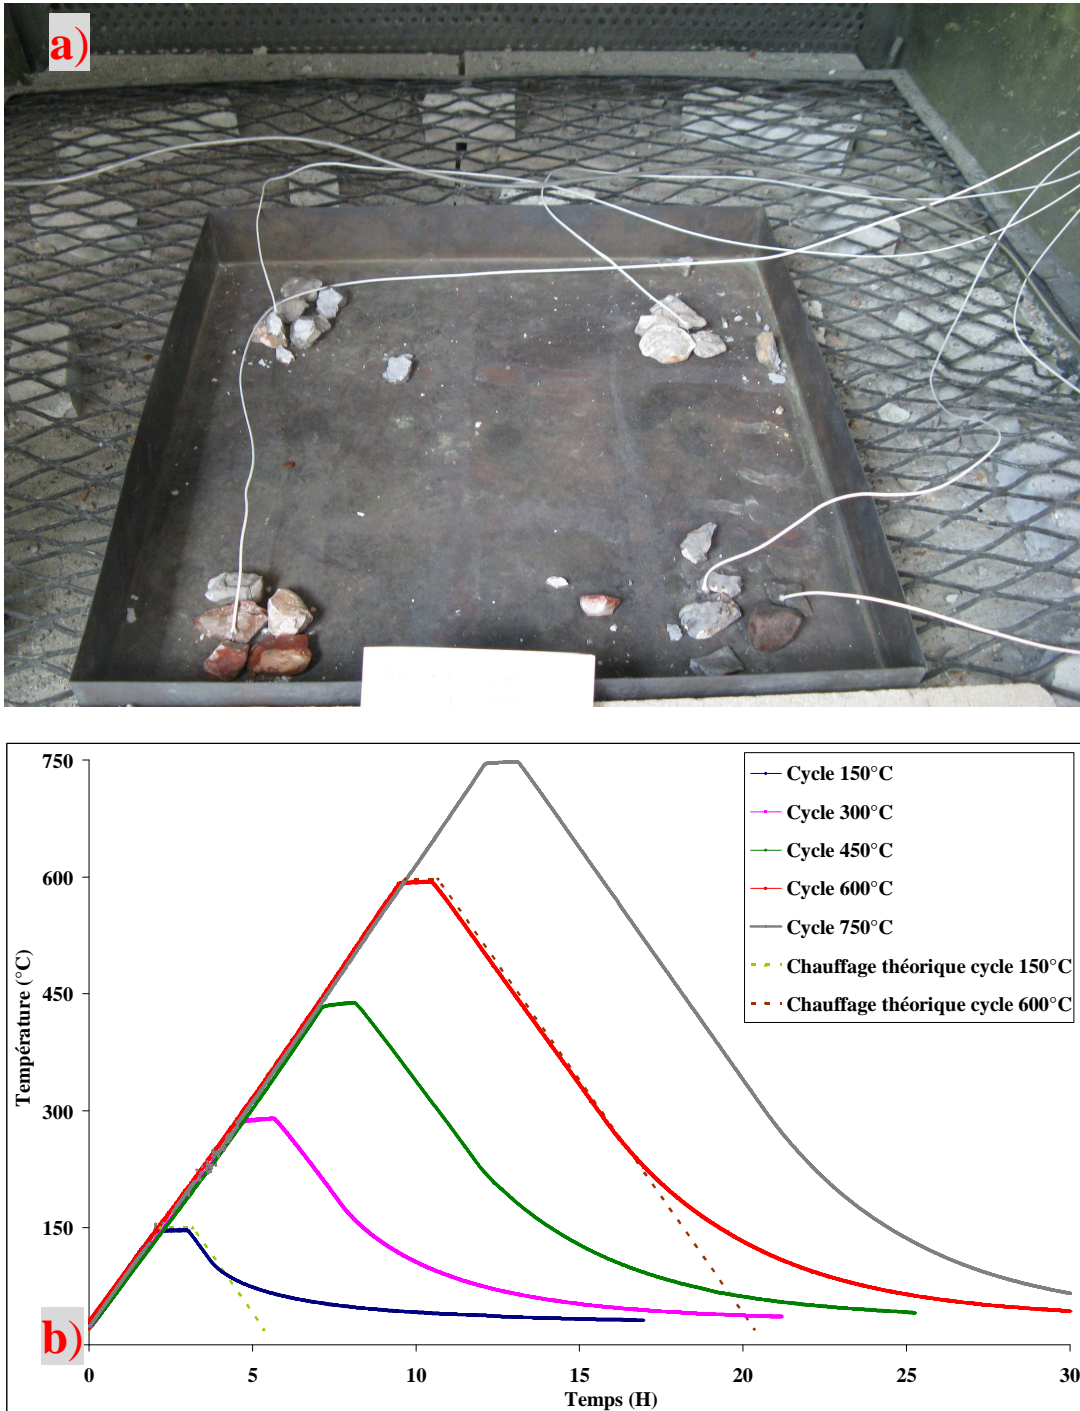 a)
750
600
450
300
150
0
5
10
15
20
25
30
Température (°C)
Temps (H)
Cycle 150°C
Cycle 300°C
Cycle 450°C
Cycle 600°C
Cycle 750°C
Chauffage théorique cycle 150°C
Chauffage théorique cycle 600°C
b)